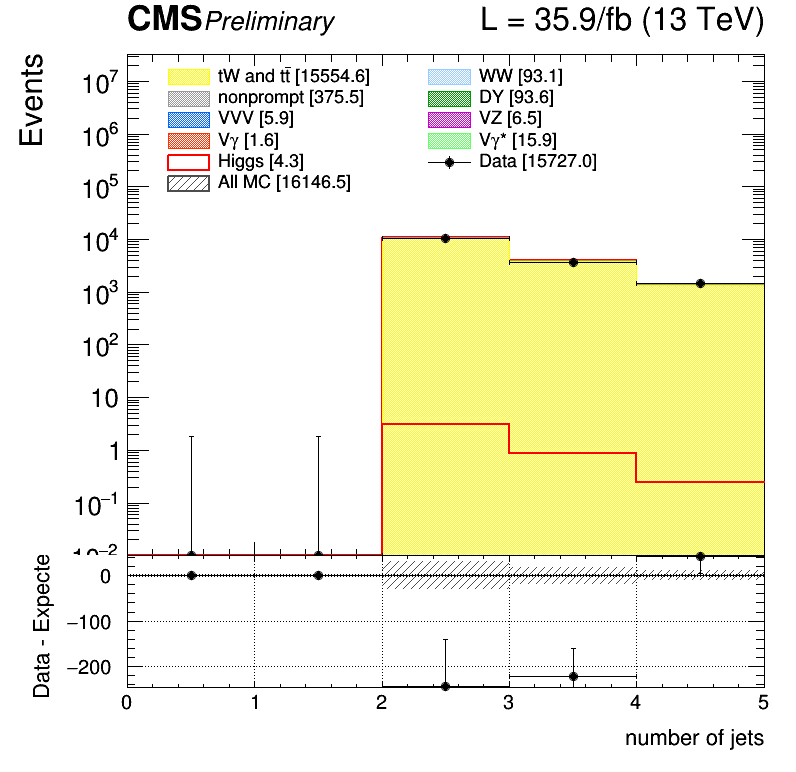 CMS Preliminary L = 35.9/fb (13 TeV)
Events
10⁷
10⁶
10⁵
10⁴
10³
10²
10
1
10⁻¹
10⁻²
tW and tt̄ [15554.6]
nonprompt [375.5]
VVV [5.9]
Vγ [1.6]
Higgs [4.3]
All MC [16146.5]
WW [93.1]
DY [93.6]
VZ [6.5]
Vγ* [15.9]
Data [15727.0]
Data - Expecte
0
−100
−200
0 1 2 3 4 5
number of jets